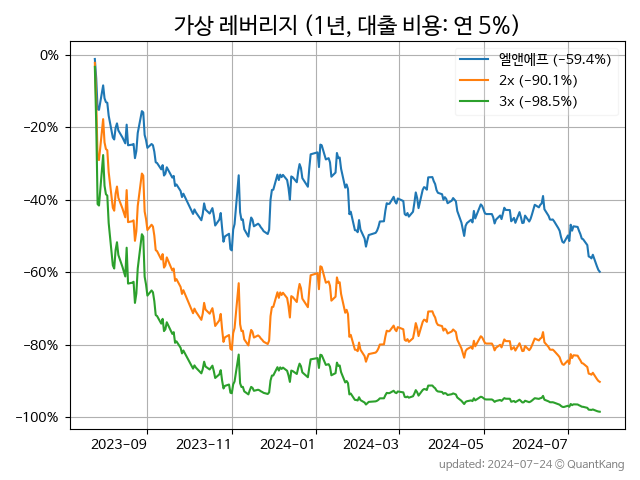 가상 레버리지 (1년, 대출 비용: 연 5%)
엘앤에프 (−59.4%)
2x (−90.1%)
3x (−98.5%)
0%
−20%
−40%
−60%
−80%
−100%
2023-09 2023-11 2024-01 2024-03 2024-05 2024-07
updated: 2024-07-24 © QuantKang